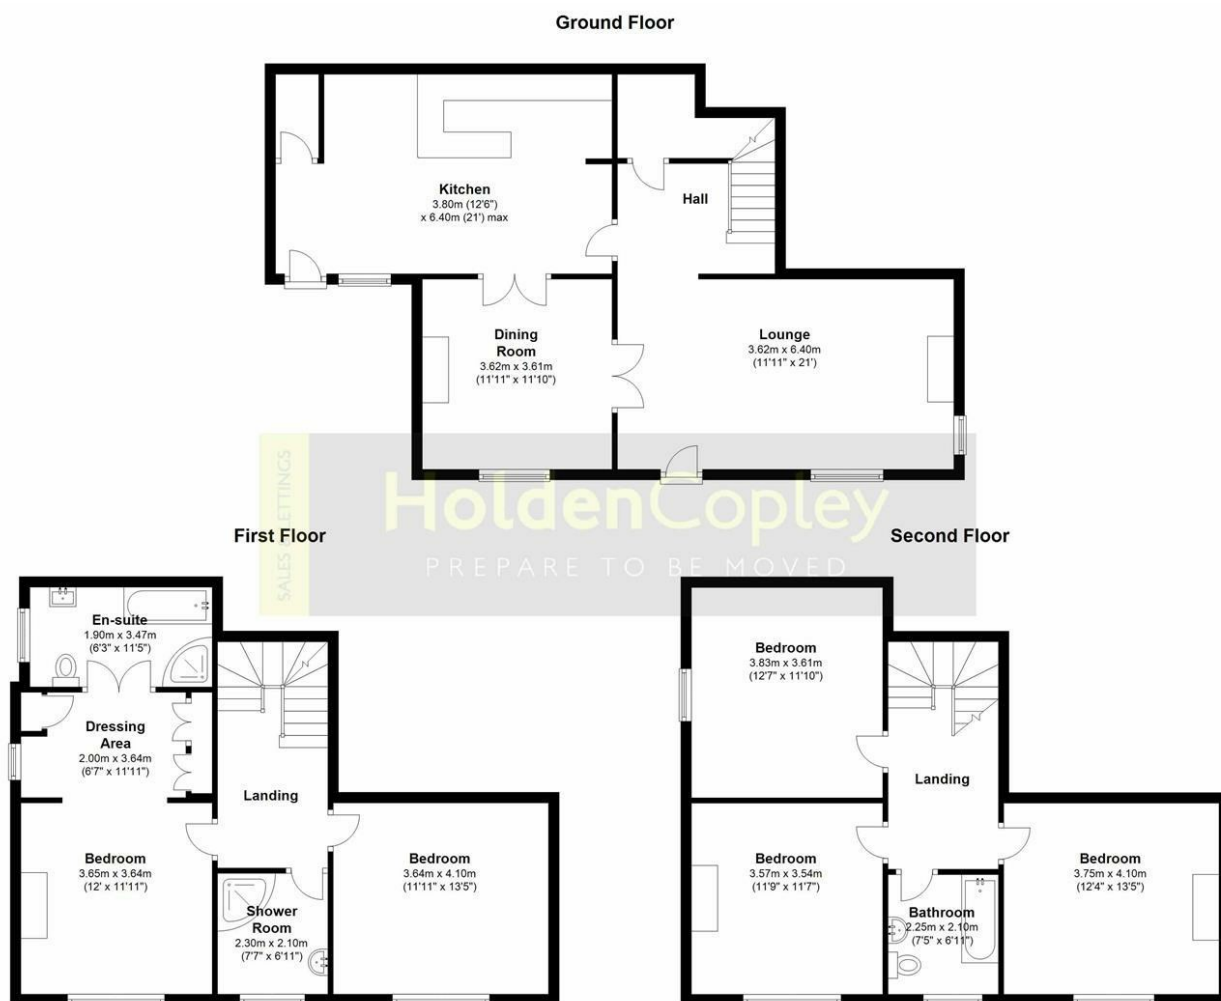 Ground Floor
Kitchen
3.80m (12'6")
x 6.40m (21') max
Hall
Dining
Room
3.62m x 3.61m
(11'11" x 11'10")
Lounge
3.62m x 6.40m
(11'11" x 21')
SALES & LETTINGS
HoldenCopley
PREPARE TO BE MOVED
First Floor
En-suite
1.90m x 3.47m
(6'3" x 11'5")
Dressing
Area
2.00m x 3.64m
(6'7" x 11'11")
Landing
Bedroom
3.65m x 3.64m
(12' x 11'11")
Bedroom
3.64m x 4.10m
(11'11" x 13'5")
Shower
Room
2.30m x 2.10m
(7'7" x 6'11")
Second Floor
Bedroom
3.83m x 3.61m
(12'7" x 11'10")
Landing
Bedroom
3.57m x 3.54m
(11'9" x 11'7")
Bedroom
3.75m x 4.10m
(12'4" x 13'5")
Bathroom
2.25m x 2.10m
(7'5" x 6'11")